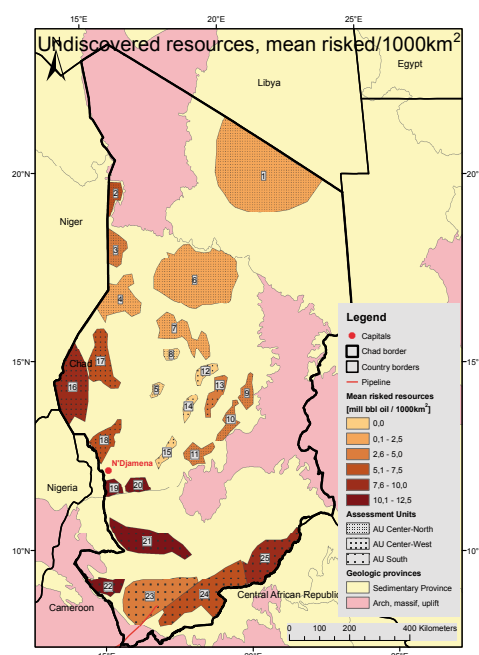 15°E 20°E 25°E
Undiscovered resources, mean risked/1000km²
Egypt
Libya
20°N
20°
1
2
Niger
3
4
7
8
15°N
15°
Chad
17
12
16
13
9
14
10
18
15
11
N'Djamena
19 20
Nigeria
21
10°N
10°
25
22
23
24
Cameroon
Central African Republic
15°E 20°E 25°E
Legend
Capitals
Chad border
Country borders
Pipeline
Mean risked resources
[mill bbl oil / 1000km²]
0,0
0,1 - 2,5
2,6 - 5,0
5,1 - 7,5
7,6 - 10,0
10,1 - 12,5
Assessment Units
AU Center-North
AU Center-West
AU South
Geologic provinces
Sedimentary Province
Arch, massif, uplift
0 100 200 400 Kilometers